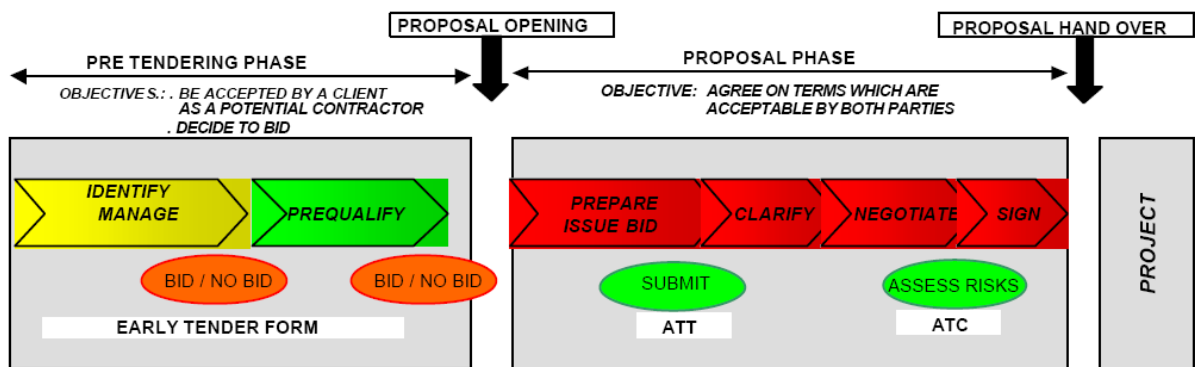 PROPOSAL OPENING
PROPOSAL HAND OVER
PRE TENDERING PHASE
PROPOSAL PHASE
OBJECTIVE S.: . BE ACCEPTED BY A CLIENT
AS A POTENTIAL CONTRACTOR
. DECIDE TO BID
OBJECTIVE: AGREE ON TERMS WHICH ARE
ACCEPTABLE BY BOTH PARTIES
IDENTIFY
MANAGE
PREQUALIFY
PREPARE
ISSUE BID
CLARIFY
NEGOTIATE
SIGN
BID / NO BID
BID / NO BID
SUBMIT
ASSESS RISKS
EARLY TENDER FORM
ATT
ATC
PROJECT